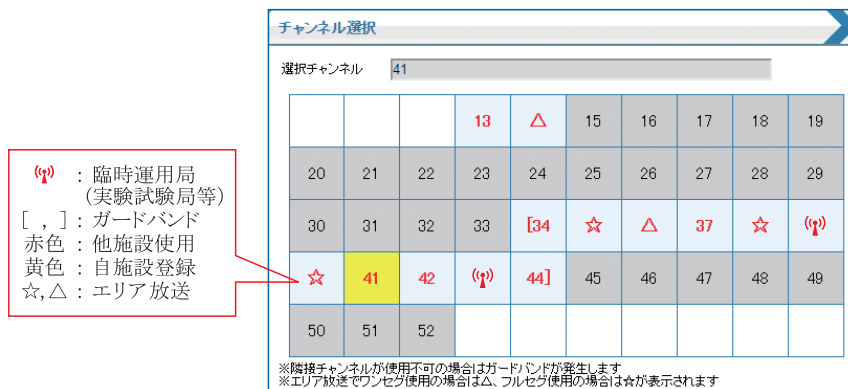 チャンネル選択
選択チャンネル 41
13 △ 15 16 17 18 19
20 21 22 23 24 25 26 27 28 29
30 31 32 33 [34 ☆ △ 37 ☆
☆ 41 42 44] 45 46 47 48 49
50 51 52
※隣接チャンネルが使用不可の場合はガードバンドが発生します
※エリア放送でワンセグ使用の場合は△、フルセグ使用の場合は☆が表示されます
：臨時運用局
(実験試験局等)
[ , ]：ガードバンド
赤色：他施設使用
黄色：自施設登録
☆,△：エリア放送